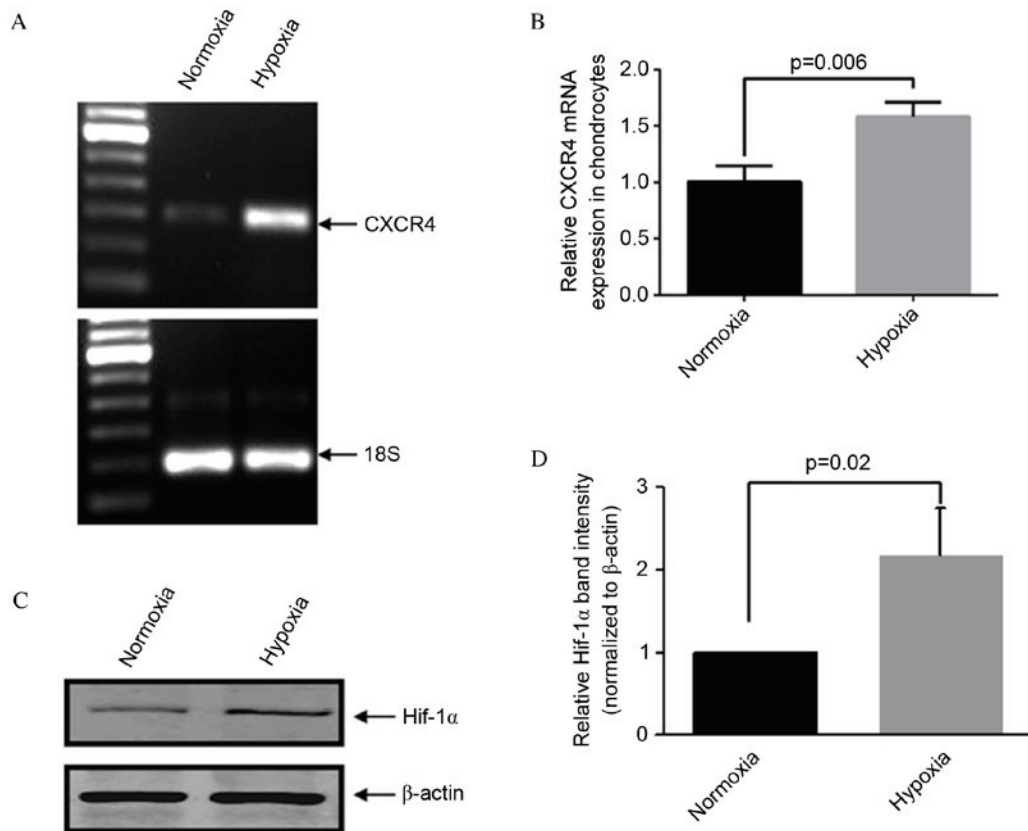 A
Normoxia
Hypoxia
CXCR4
18S
B
Relative CXCR4 mRNA
expression in chondrocytes
p=0.006
2.0
1.5
1.0
0.5
0.0
Normoxia
Hypoxia
C
Normoxia
Hypoxia
Hif-1α
β-actin
D
Relative Hif-1α band intensity
(normalized to β-actin)
p=0.02
3
2
1
0
Normoxia
Hypoxia